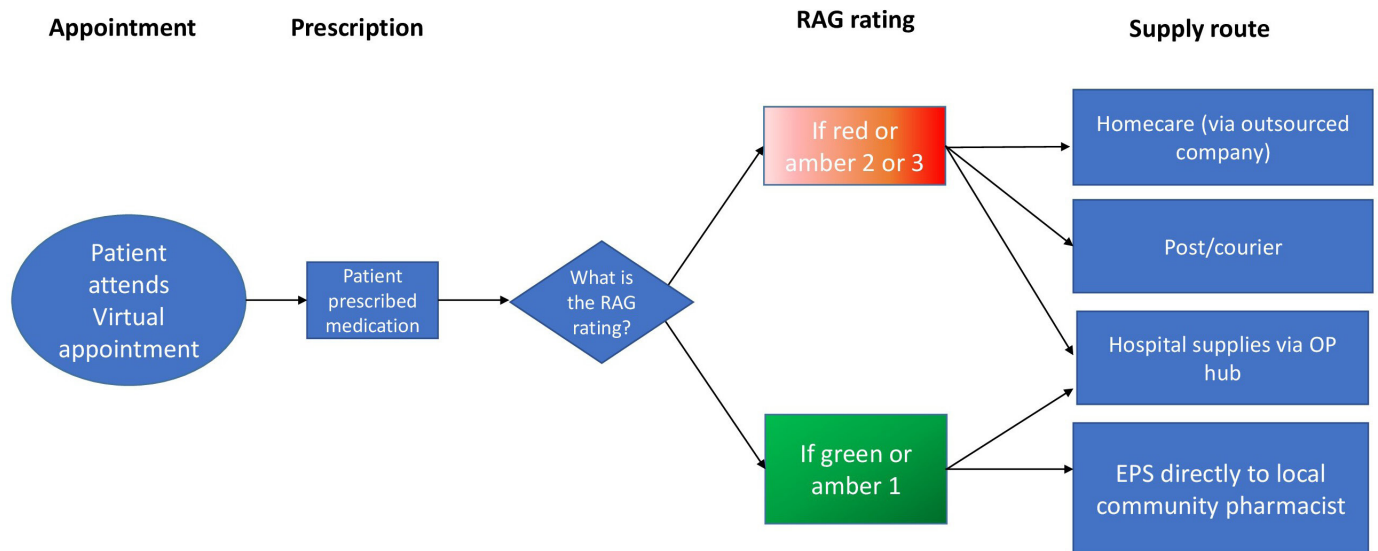 Appointment
Prescription
RAG rating
Supply route
Patient
attends
Virtual
appointment
Patient
prescribed
medication
What is
the RAG
rating?
If red or
amber 2 or 3
If green or
amber 1
Homecare (via outsourced
company)
Post/courier
Hospital supplies via OP
hub
EPS directly to local
community pharmacist